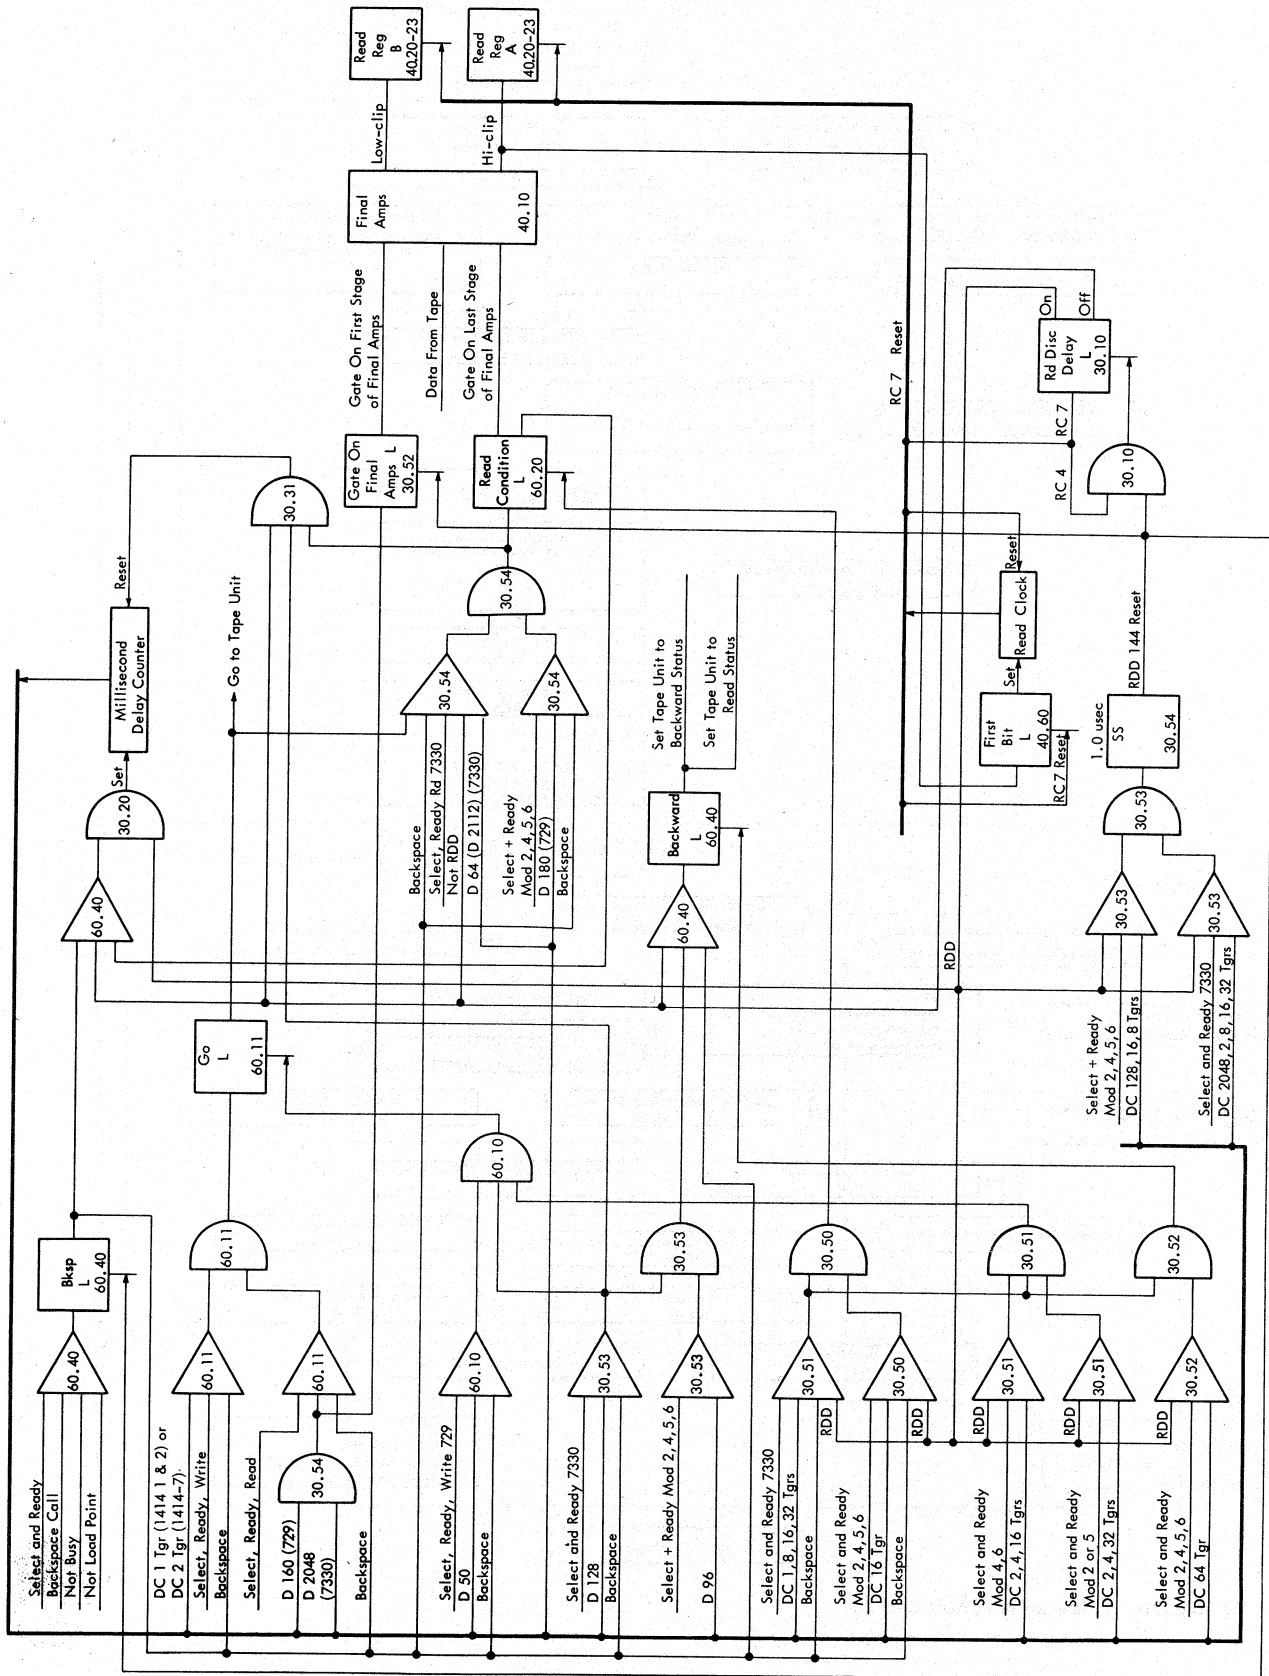 Read
Reg
B
40.20-23
Read
Reg
A
40.20-23
Low-clip
Hi-clip
Final
Amps
40.10
Gate On First Stage
of Final Amps
Data From Tape
Gate On Last Stage
of Final Amps
Gate On
Final
Amps L
30.52
Read
Condition
L
60.20
30.31
30.54
Reset
Millisecond
Delay Counter
Set
30.20
60.40
Go to Tape Unit
30.54
30.54
Backspace
Select, Ready Rd 7330
Not RDD
D 64 (D 2112) (7330)
Select + Ready
Mod 2, 4, 5, 6
D 180 (729)
Backspace
Set Tape Unit to
Backward Status
Set Tape Unit to
Read Status
Backward
L
60.40
60.40
RC 7 Reset
On
Off
Rd Disc
Delay
L
30.10
RC 7
RC 4
30.10
Reset
Read Clock
Set
First
Bit
L
40.60
RC7 Reset
RDD 144 Reset
1.0 usec
SS
30.54
30.53
30.53
30.53
RDD
Select + Ready
Mod 2, 4, 5, 6
DC 128, 16, 8 Tgrs
Select and Ready 7330
DC 2048, 2, 8, 16, 32 Tgrs
Go
L
60.11
Bksp
L
60.40
60.40
Select and Ready
Backspace Call
Not Busy
Not Load Point
60.11
60.11
60.11
DC 1 Tgr (1414 1 & 2) or
DC 2 Tgr (1414-7)
Select, Ready, Write
Backspace
Select, Ready, Read
30.54
D 160 (729)
D 2048
(7330)
Backspace
60.10
60.10
Select, Ready, Write 729
D 50
Backspace
30.53
30.53
Select and Ready 7330
D 128
Backspace
30.53
Select + Ready Mod 2, 4, 5, 6
D 96
30.50
30.51
Select and Ready 7330
DC 1, 8, 16, 32 Tgrs
Backspace
RDD
30.50
Select and Ready
Mod 2, 4, 5, 6
DC 16 Tgr
Backspace
RDD
30.51
30.51
RDD
Select and Ready
Mod 4, 6
DC 2, 4, 16 Tgrs
30.51
RDD
Select and Ready
Mod 2 or 5
DC 2, 4, 32 Tgrs
30.52
30.52
RDD
Select and Ready
Mod 2, 4, 5, 6
DC 64 Tgr